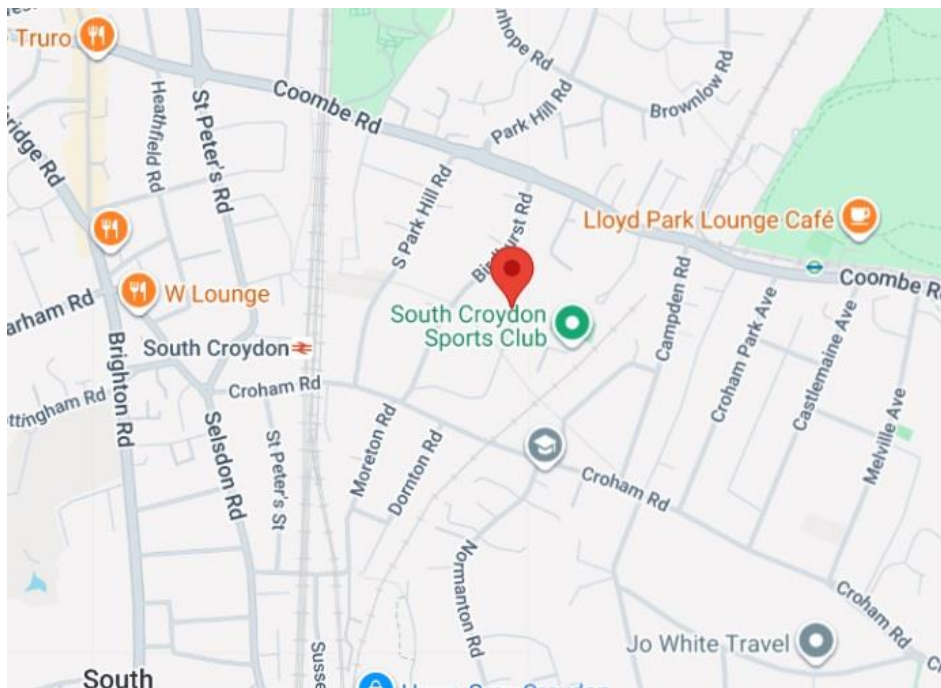 Truro
Heathfield Rd
St Peter's Rd
Coombe Rd
Park Hill Rd
Brownlow Rd
S Park Hill Rd
Lloyd Park Lounge Café
Coombe
W Lounge
South Croydon
Sports Club
Campden Rd
South Croydon
Brighton Rd
Croham Rd
Croham Park Ave
Castlemaine Ave
Melville Ave
Selsdon Rd
St Peter's St
Moreton Rd
Dornton Rd
Croham Rd
Normanton Rd
Croham Rd
Jo White Travel
South